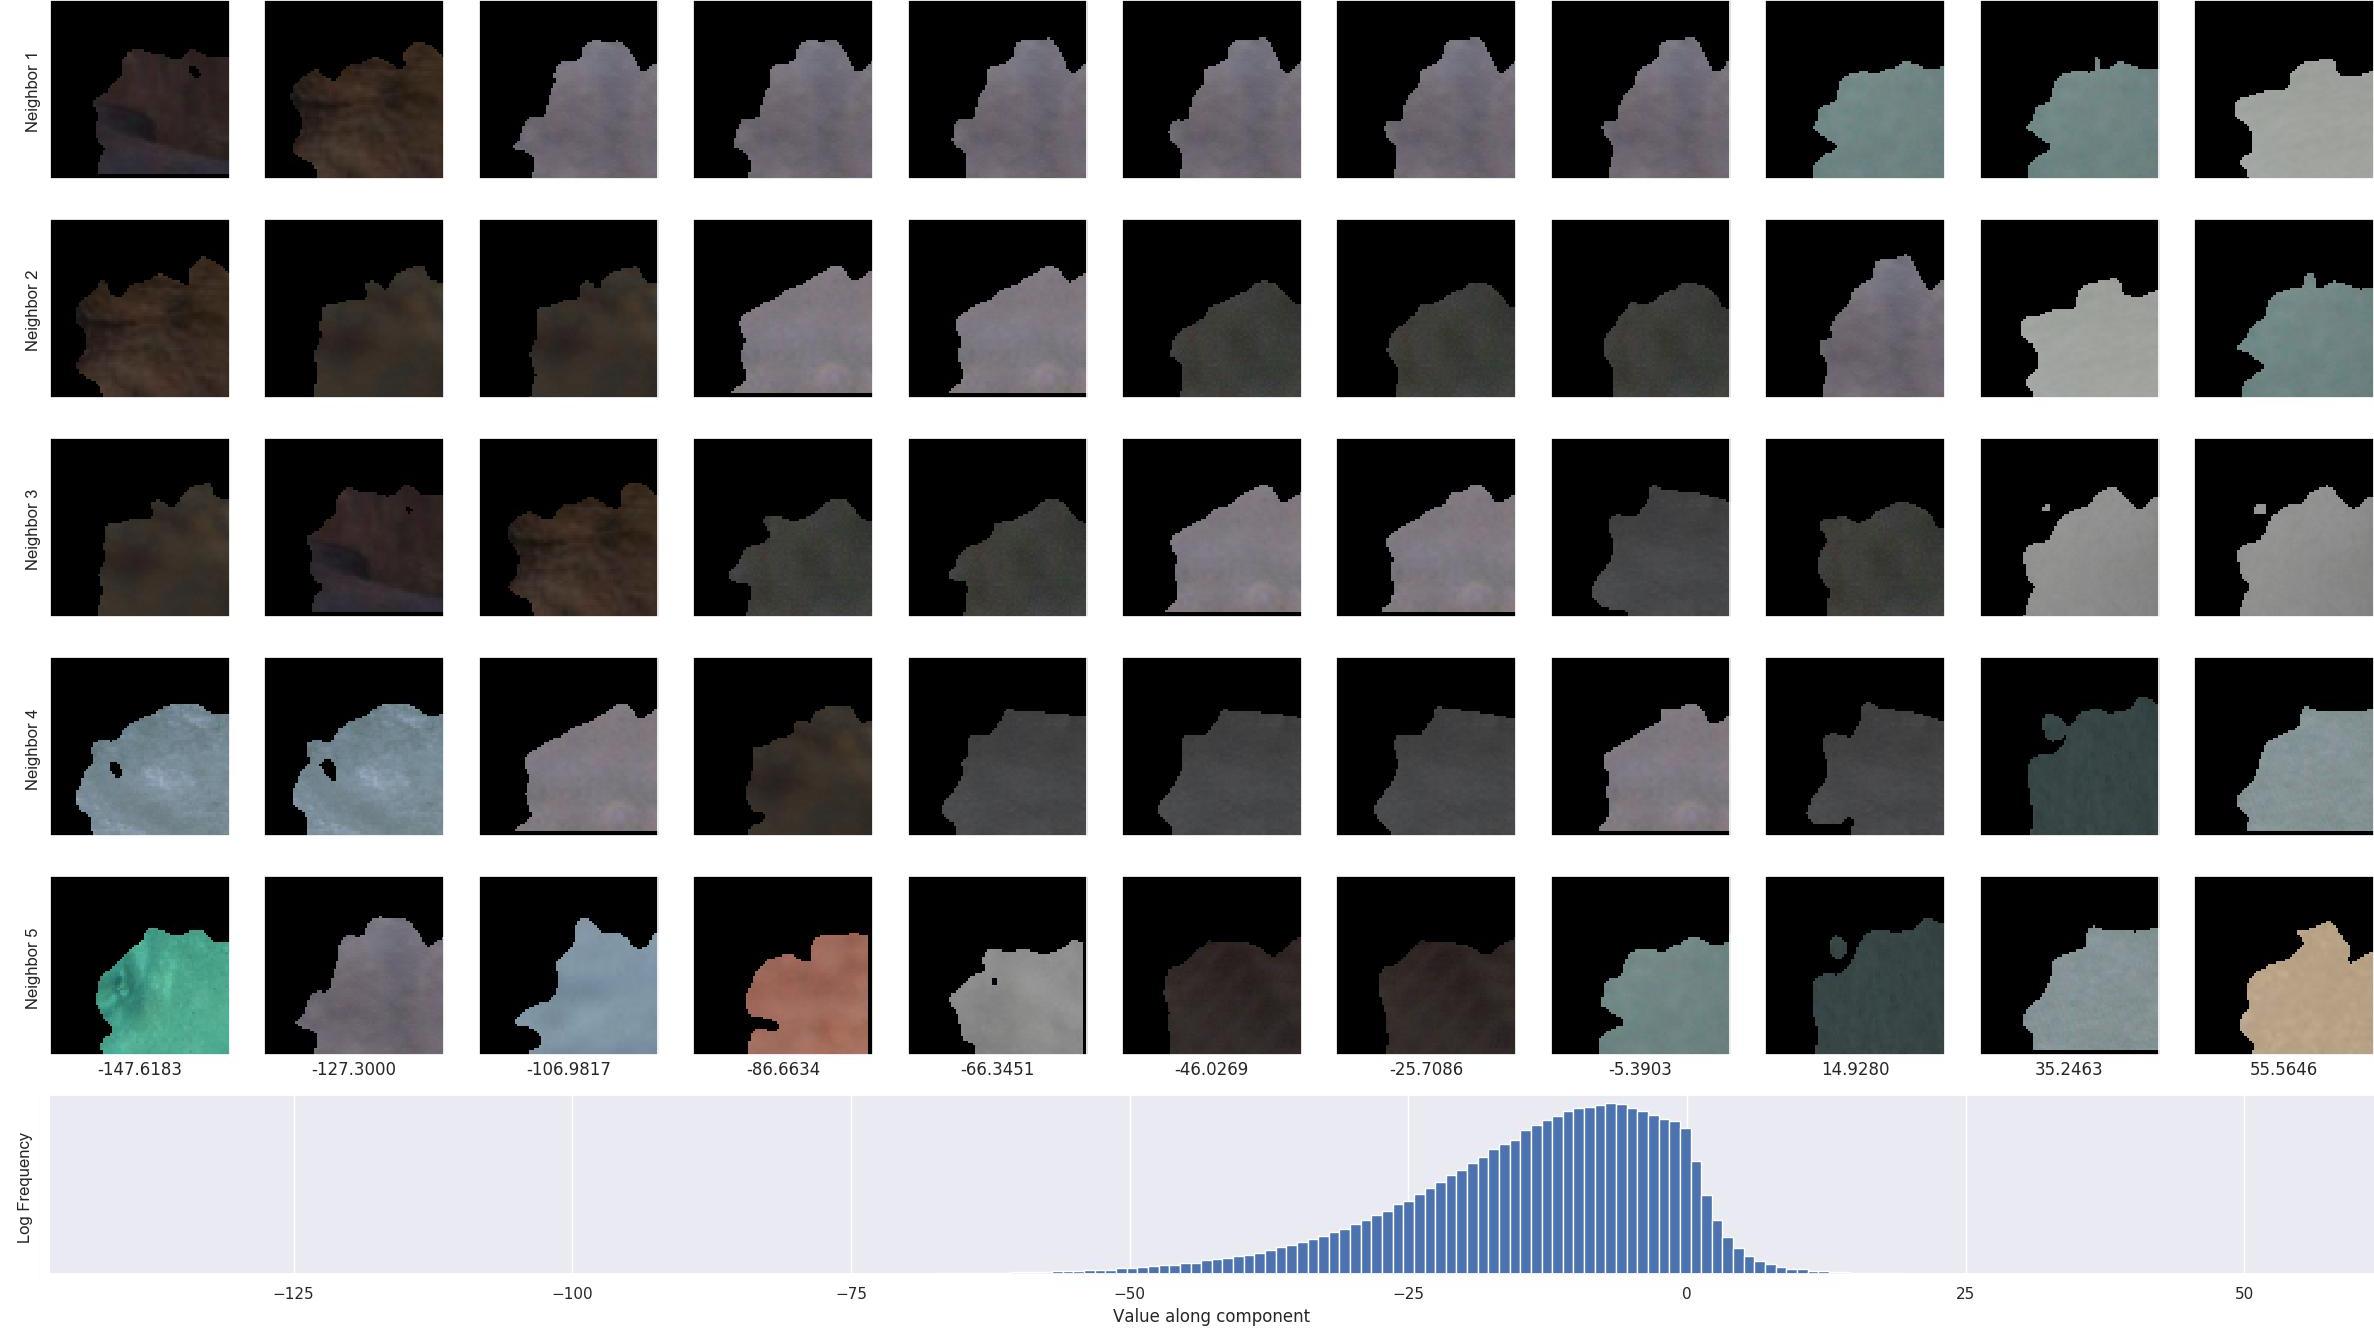 Neighbor 1
Neighbor 2
Neighbor 3
Neighbor 4
Neighbor 5
-147.6183 -127.3000 -106.9817 -86.6634 -66.3451 -46.0269 -25.7086 -5.3903 14.9280 35.2463 55.5646
Log Frequency
−125 −100 −75 −50 −25 0 25 50
Value along component